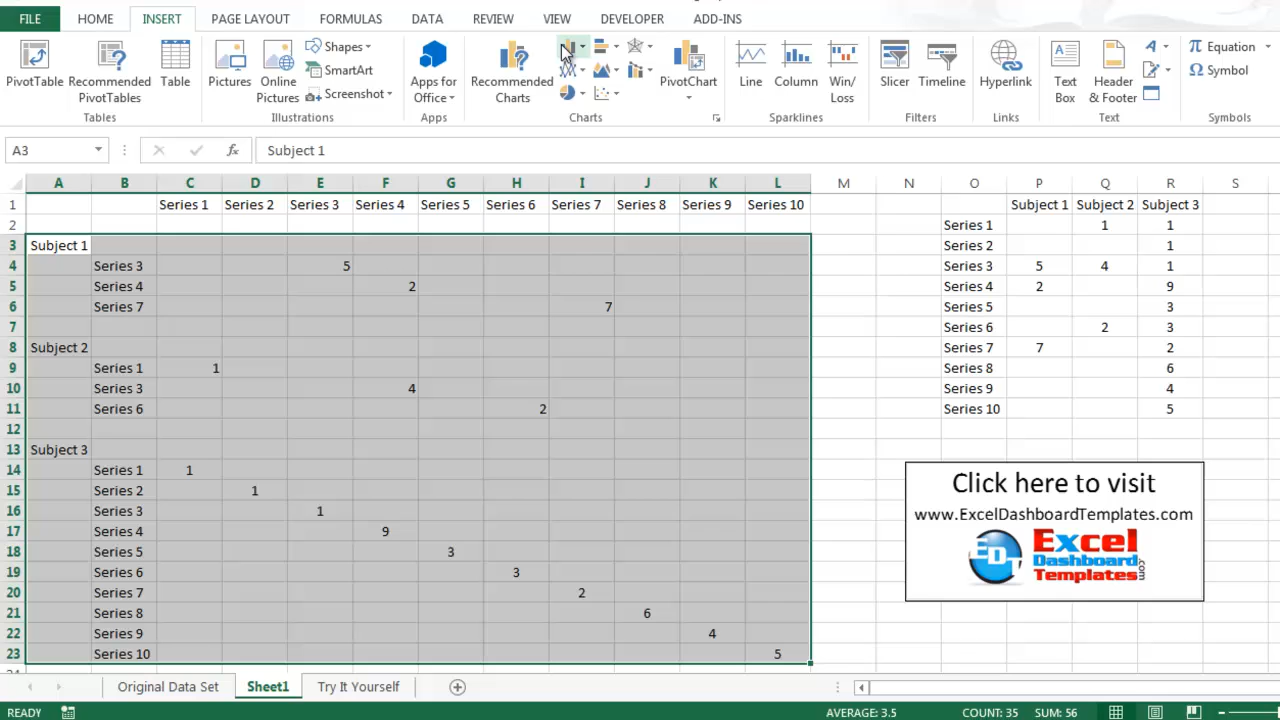 FILE HOME INSERT PAGE LAYOUT FORMULAS DATA REVIEW VIEW DEVELOPER ADD-INS
PivotTable
Recommended
PivotTables
Table
Tables
Pictures
Online
Pictures
Shapes
SmartArt
Screenshot
Illustrations
Apps for
Office
Apps
Recommended
Charts
PivotChart
Charts
Line
Column
Win/
Loss
Sparklines
Slicer
Timeline
Filters
Hyperlink
Links
Text
Box
Header
& Footer
Text
Equation
Symbol
Symbols
A3 fx Subject 1
A B C D E F G H I J K L M N O P Q R S
1 Series 1 Series 2 Series 3 Series 4 Series 5 Series 6 Series 7 Series 8 Series 9 Series 10 Subject 1 Subject 2 Subject 3
2 Series 1 1 1
3 Subject 1 Series 2 1
4 Series 3 5 Series 3 5 4 1
5 Series 4 2 Series 4 2 9
6 Series 7 7 Series 5 3
7 Series 6 2 3
8 Subject 2 Series 7 7 2
9 Series 1 1 Series 8 6
10 Series 3 4 Series 9 4
11 Series 6 2 Series 10 5
12
13 Subject 3
14 Series 1 1
15 Series 2 1
16 Series 3 1
17 Series 4 9
18 Series 5 3
19 Series 6 3
20 Series 7 2
21 Series 8 6
22 Series 9 4
23 Series 10 5
Click here to visit
www.ExcelDashboardTemplates.com
EDT
Excel
Dashboard
Templates.com
Original Data Set Sheet1 Try It Yourself
READY AVERAGE: 3.5 COUNT: 35 SUM: 56